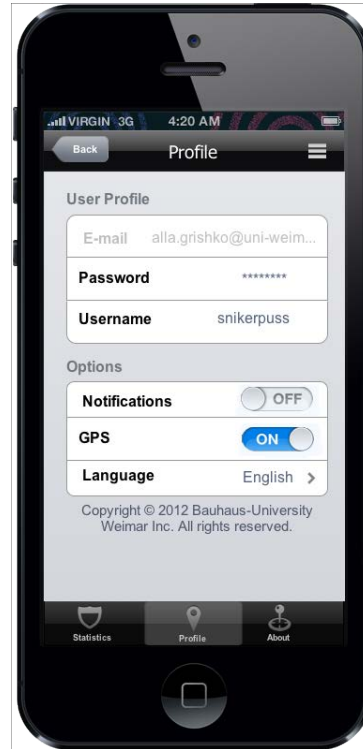 VIRGIN 3G 4:20 AM
Back Profile
User Profile
E-mail alla.grishko@uni-weim...
Password ********
Username snikerpuss
Options
Notifications OFF
GPS ON
Language English >
Copyright © 2012 Bauhaus-University
Weimar Inc. All rights reserved.
Statistics Profile About